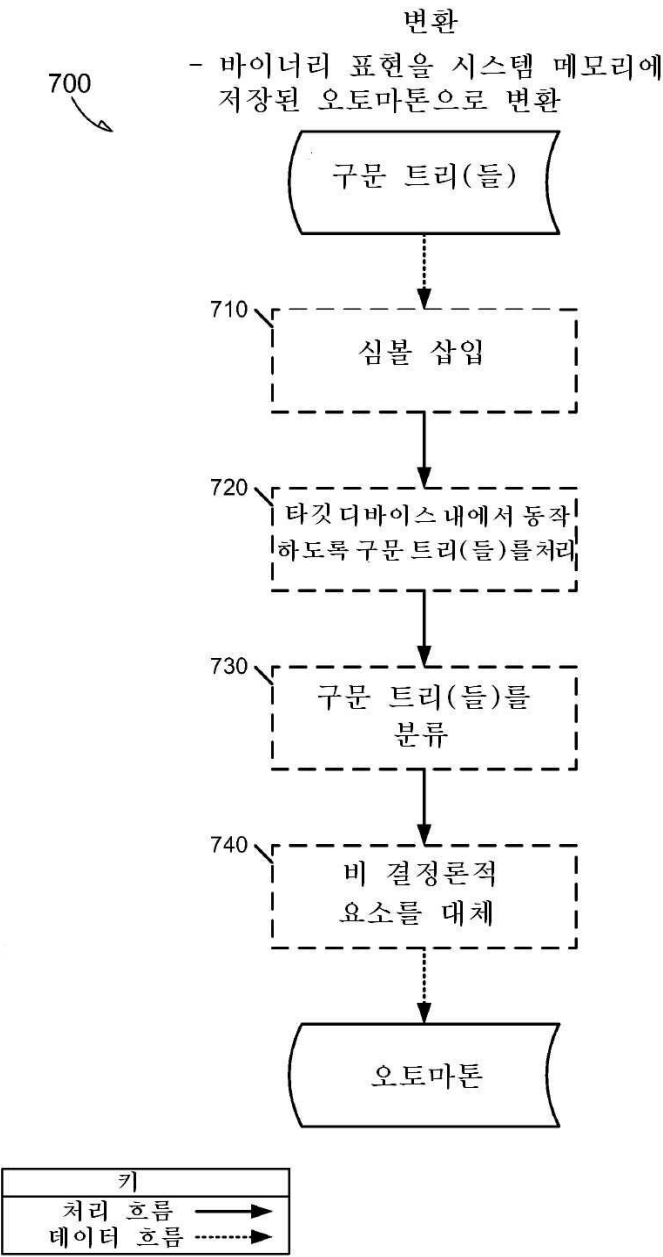 변환
- 바이너리 표현을 시스템 메모리에
저장된 오토마톤으로 변환
700
구문 트리(들)
710
심볼 삽입
720
타깃 디바이스 내에서 동작
하도록 구문 트리(들)를 처리
730
구문 트리(들)를
분류
740
비 결정론적
요소를 대체
오토마톤
키
처리 흐름
데이터 흐름